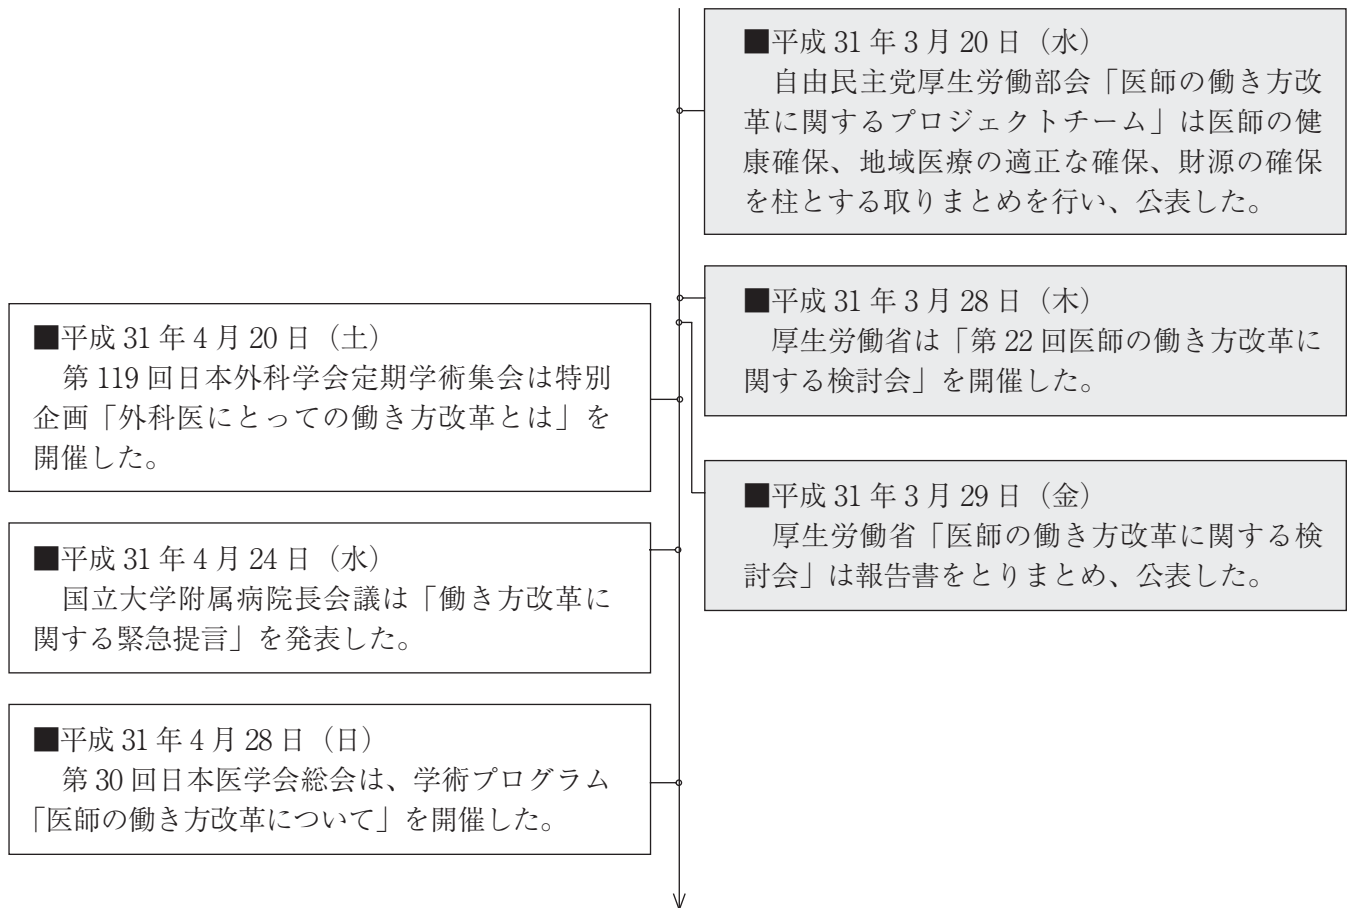 ■平成 31 年 3 月 20 日（水）
自由民主党厚生労働部会「医師の働き方改
革に関するプロジェクトチーム」は医師の健
康確保、地域医療の適正な確保、財源の確保
を柱とする取りまとめを行い、公表した。
■平成 31 年 3 月 28 日（木）
厚生労働省は「第 22 回医師の働き方改革に
関する検討会」を開催した。
■平成 31 年 3 月 29 日（金）
厚生労働省「医師の働き方改革に関する検
討会」は報告書をとりまとめ、公表した。
■平成 31 年 4 月 20 日（土）
第 119 回日本外科学会定期学術集会は特別
企画「外科医にとっての働き方改革とは」を
開催した。
■平成 31 年 4 月 24 日（水）
国立大学附属病院長会議は「働き方改革に
関する緊急提言」を発表した。
■平成 31 年 4 月 28 日（日）
第 30 回日本医学会総会は、学術プログラム
「医師の働き方改革について」を開催した。